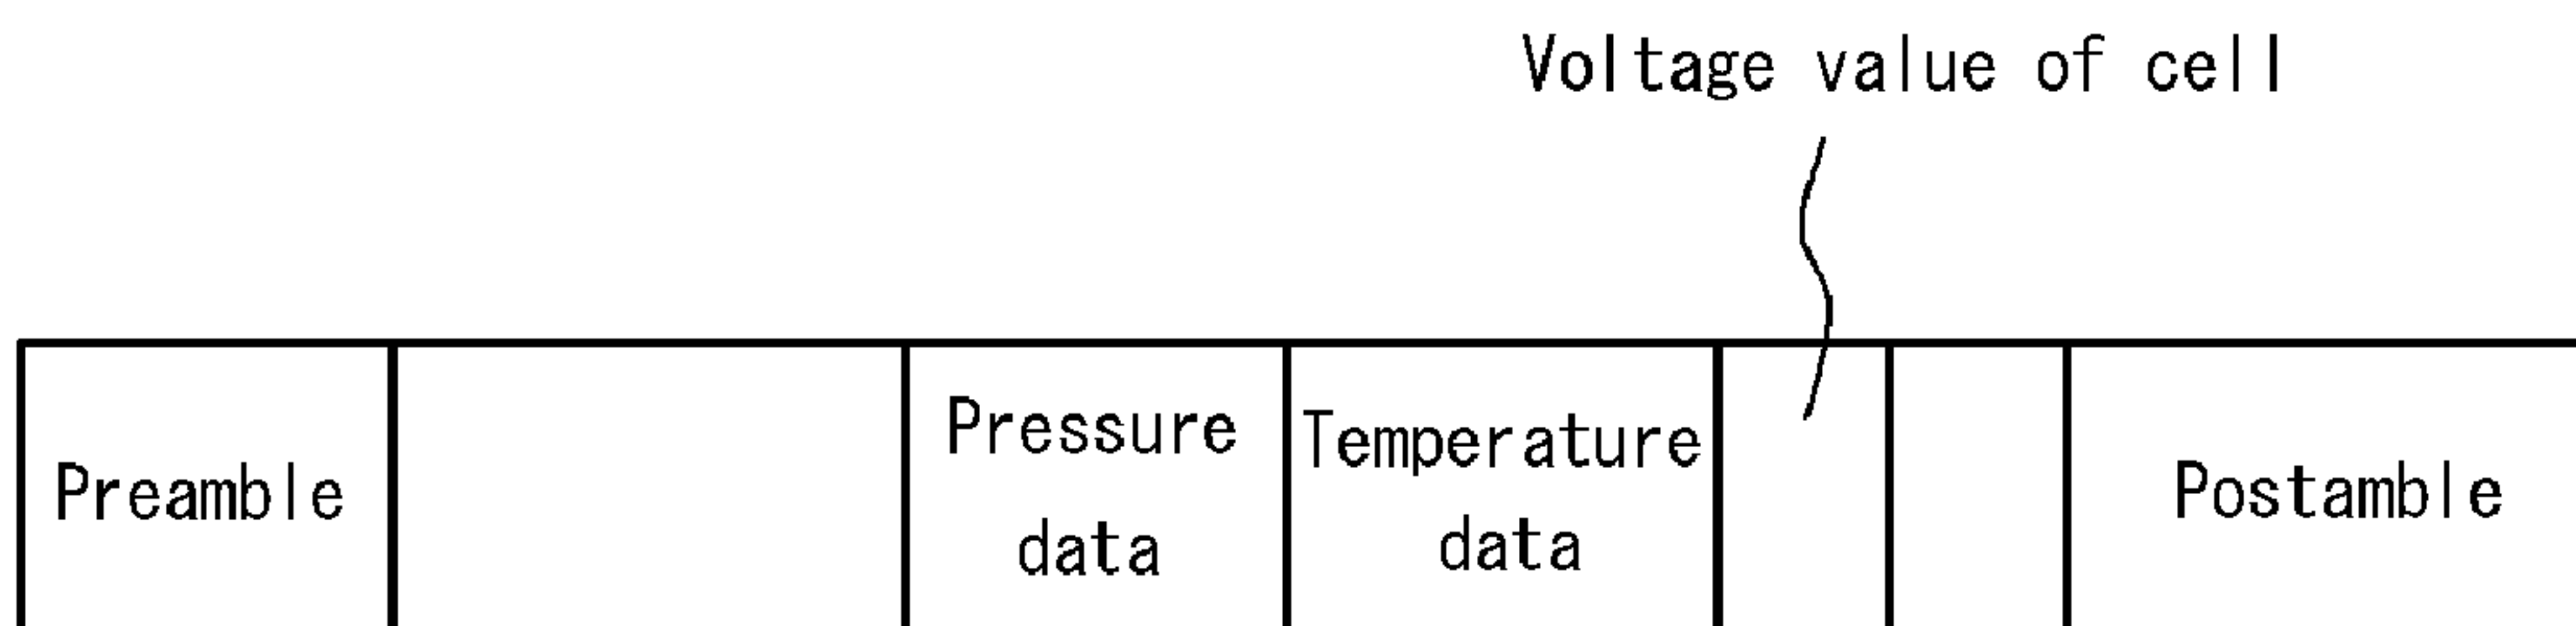 Voltage value of cell
Preamble
Pressure
data
Temperature
data
Postamble